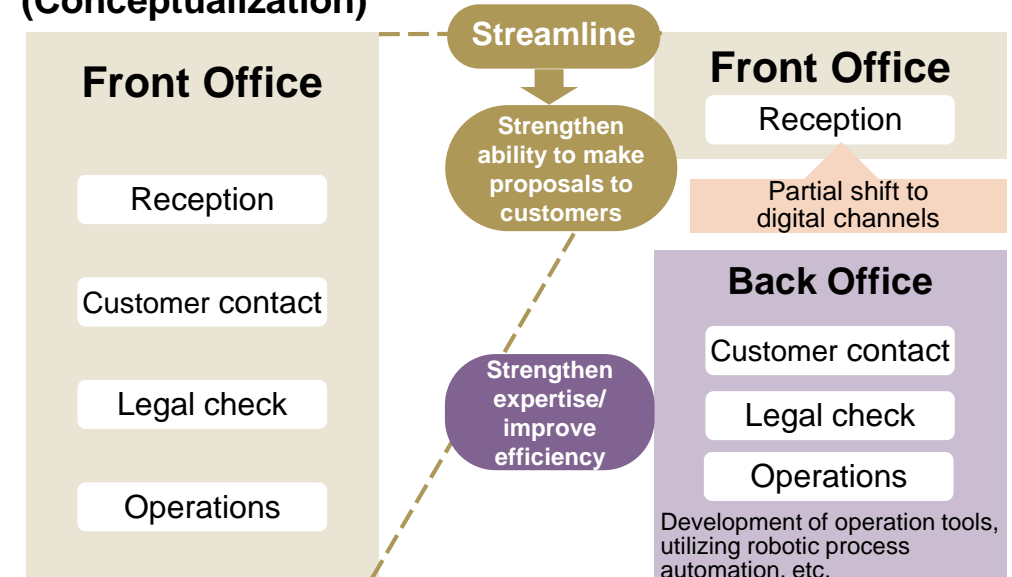 (Conceptualization)
Front Office
Reception
Customer contact
Legal check
Operations
Streamline
Strengthen
ability to make
proposals to
customers
Strengthen
expertise/
improve
efficiency
Front Office
Reception
Partial shift to
digital channels
Back Office
Customer contact
Legal check
Operations
Development of operation tools,
utilizing robotic process
automation, etc.